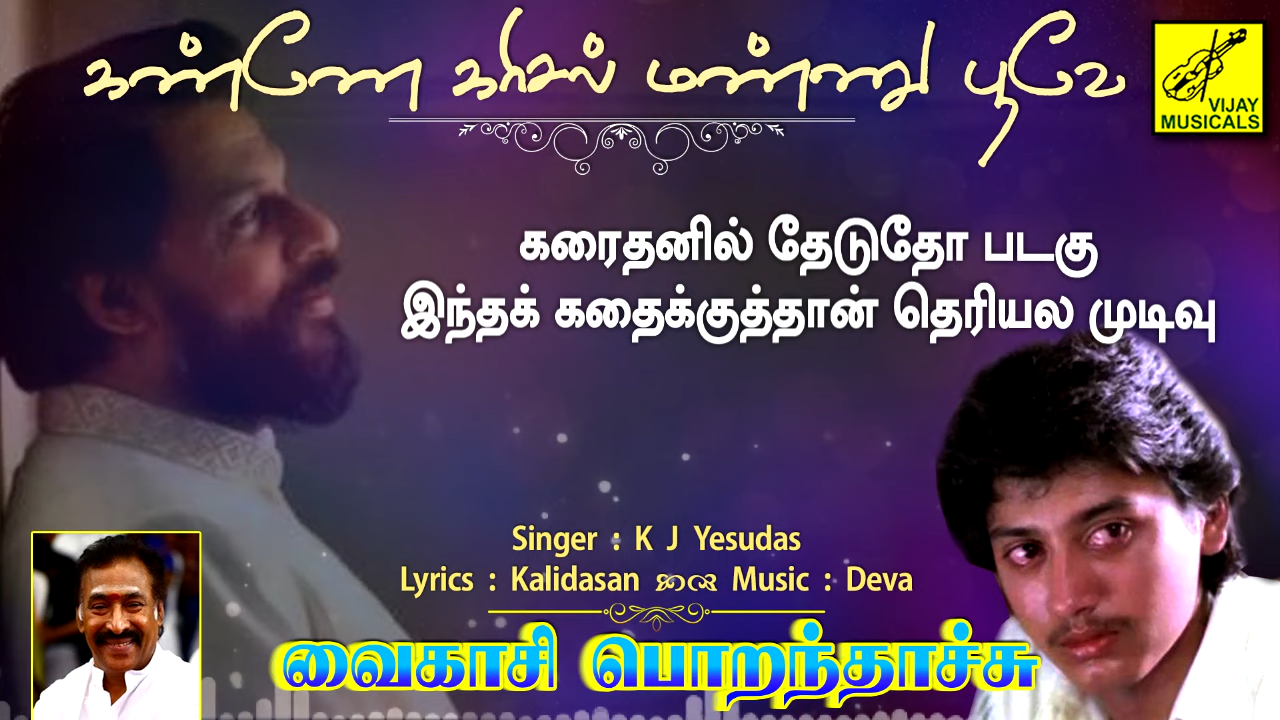 கண்ணே கரிசல் மண்ணு பூவே
VIJAY
MUSICALS
கரைதனில் தேடுதோ படகு
இந்தக் கதைக்குத்தான் தெரியல முடிவு
Singer : K J Yesudas
Lyrics : Kalidasan Music : Deva
வைகாசி பொறந்தாச்சு